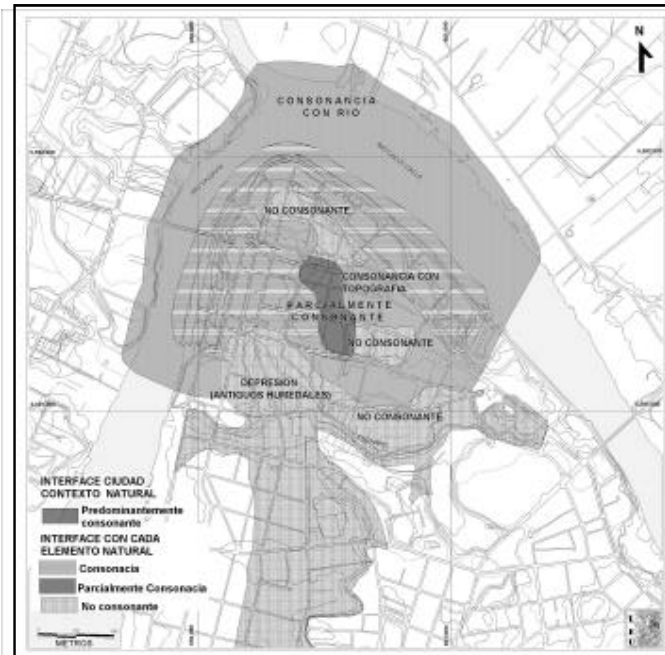 N
CONSONANCIA
CON RIO
NO CONSONANTE
CONSONANCIA CON
TOPOGRAFIA
PARCIALMENTE
CONSONANTE
NO CONSONANTE
DEPRESION
(ANTIGUOS HUMEDALES)
NO CONSONANTE
INTERFACE CIUDAD
CONTEXTO NATURAL
Predominantemente
consonante
INTERFACE CON CADA
ELEMENTO NATURAL
Consonacia
Parcialmente Consonacia
No consonante
METROS